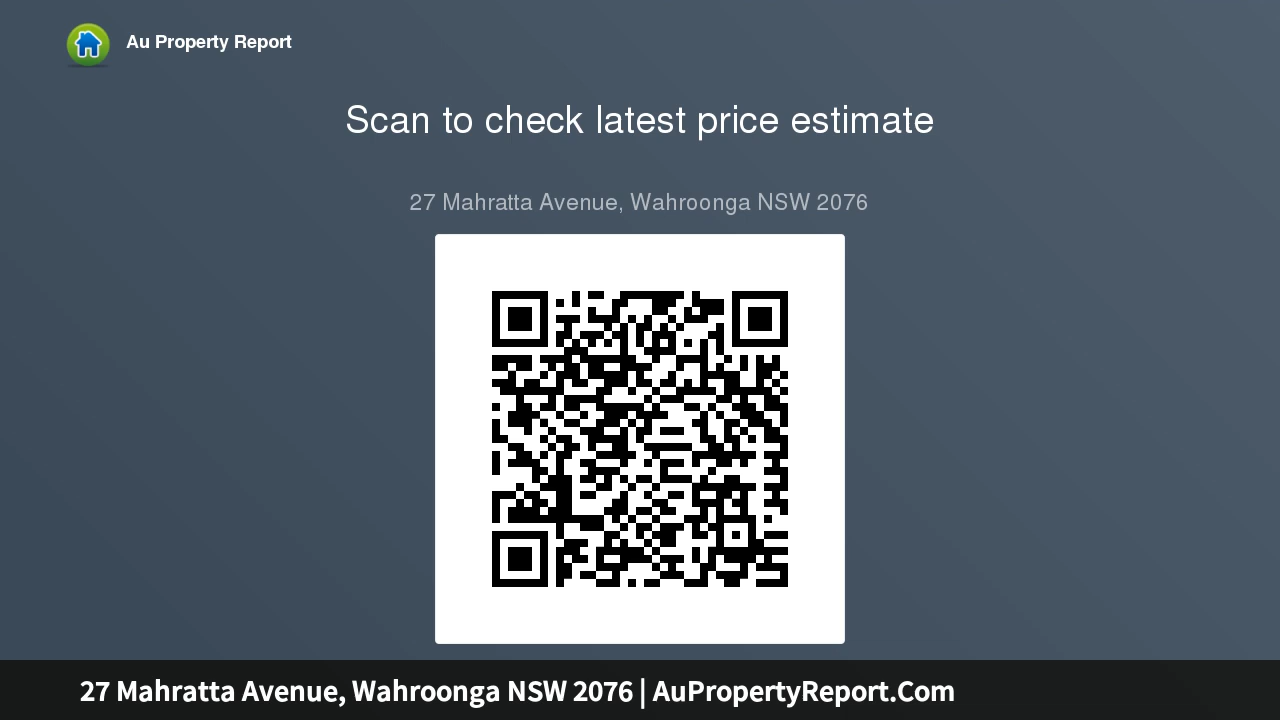 Au Property Report
Scan to check latest price estimate
27 Mahratta Avenue, Wahroonga NSW 2076
27 Mahratta Avenue, Wahroonga NSW 2076 | AuPropertyReport.Com